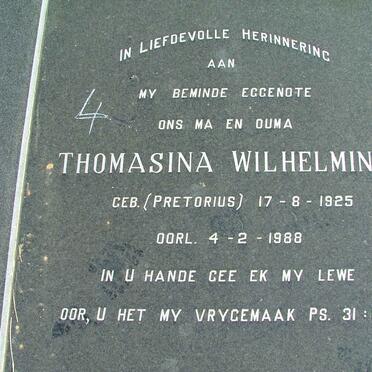 IN LIEFDEVOLLE HERINNERING
AAN
MY BEMINDE EGGENOTE
4
ONS MA EN OUMA
THOMASINA WILHELMIN
GEB. (PRETORIUS) 17-8-1925
OORL. 4-2-1988
IN U HANDE GEE EK MY LEWE
OOR, U HET MY VRYGEMAAK PS. 31: